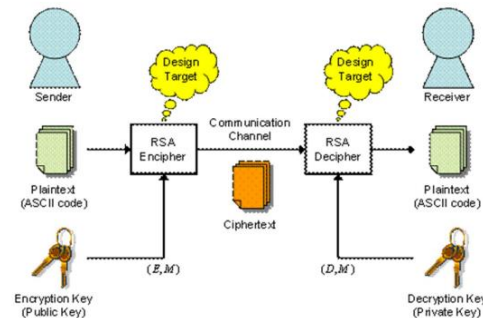 Design
Target
Design
Target
Sender
Receiver
Communication
Channel
RSA
Encipher
RSA
Decipher
Plaintext
(ASCII code)
Ciphertext
Plaintext
(ASCII code)
(E,M)
(D,M)
Encryption Key
(Public Key)
Decryption Key
(Private Key)